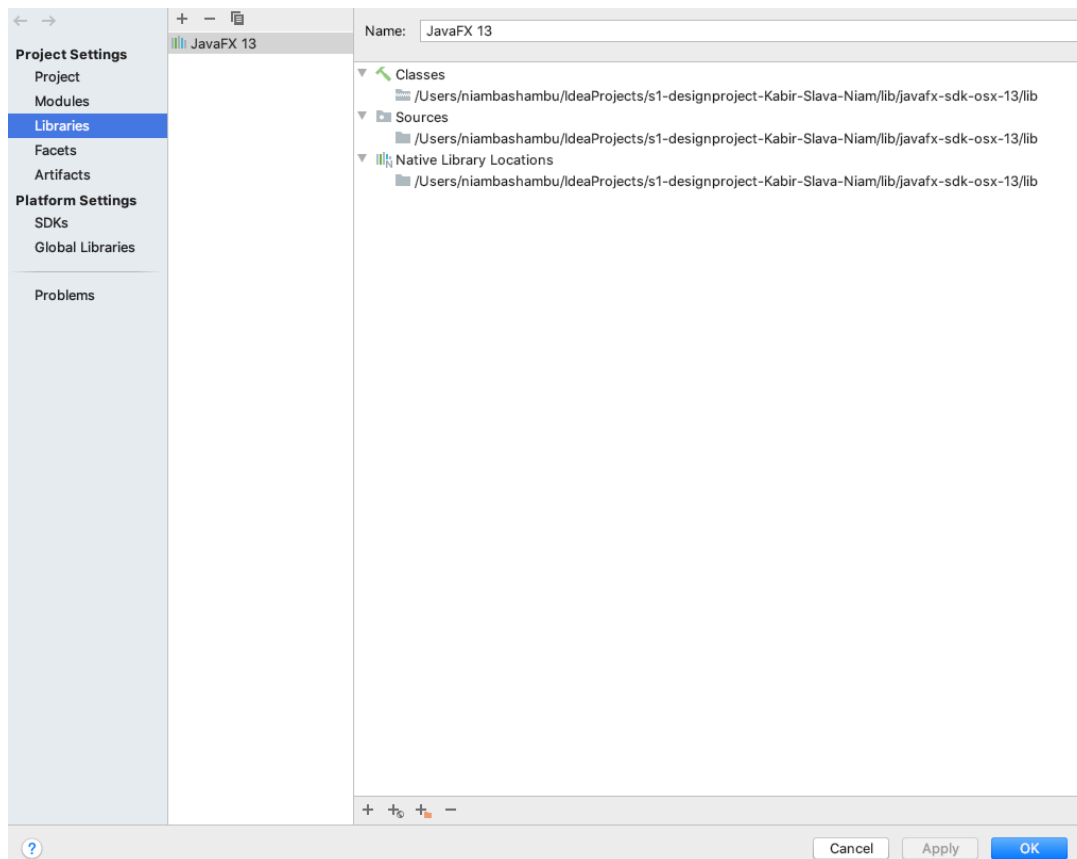 Project Settings
Project
Modules
Libraries
Facets
Artifacts
Platform Settings
SDKs
Global Libraries
Problems
JavaFX 13
Name: JavaFX 13
Classes
/Users/niambashambu/IdeaProjects/s1-designproject-Kabir-Slava-Niam/lib/javafx-sdk-osx-13/lib
Sources
/Users/niambashambu/IdeaProjects/s1-designproject-Kabir-Slava-Niam/lib/javafx-sdk-osx-13/lib
Native Library Locations
/Users/niambashambu/IdeaProjects/s1-designproject-Kabir-Slava-Niam/lib/javafx-sdk-osx-13/lib
?
Cancel
Apply
OK